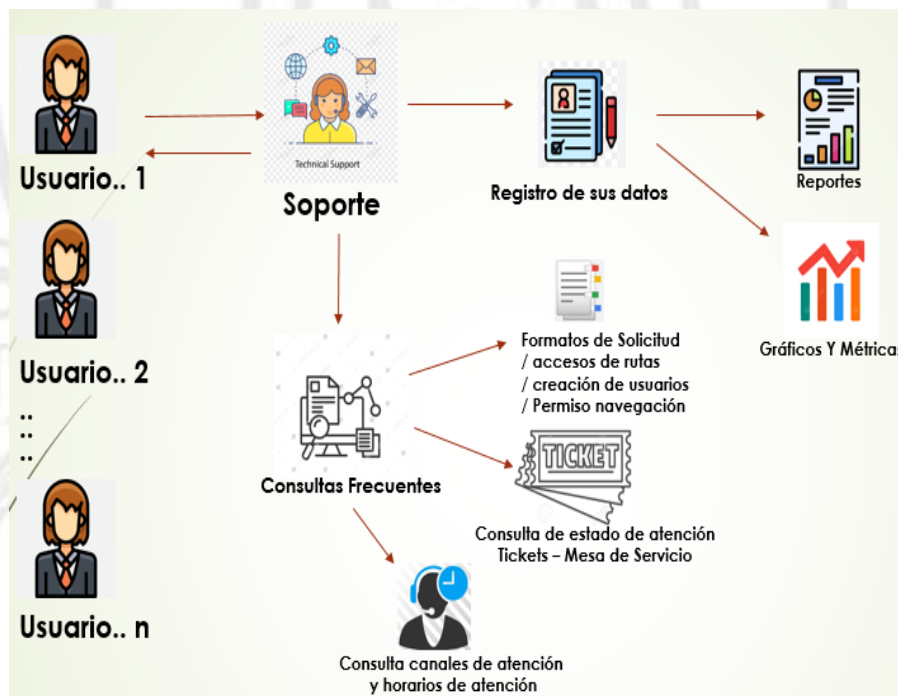 Usuario.. 1
Technical Support
Soporte
Registro de sus datos
Reportes
Usuario.. 2
..
..
..
Gráficos Y Métricas
Formatos de Solicitud
/ accesos de rutas
/ creación de usuarios
/ Permiso navegación
Consultas Frecuentes
TICKET
Consulta de estado de atención
Tickets – Mesa de Servicio
Usuario.. n
Consulta canales de atención
y horarios de atención